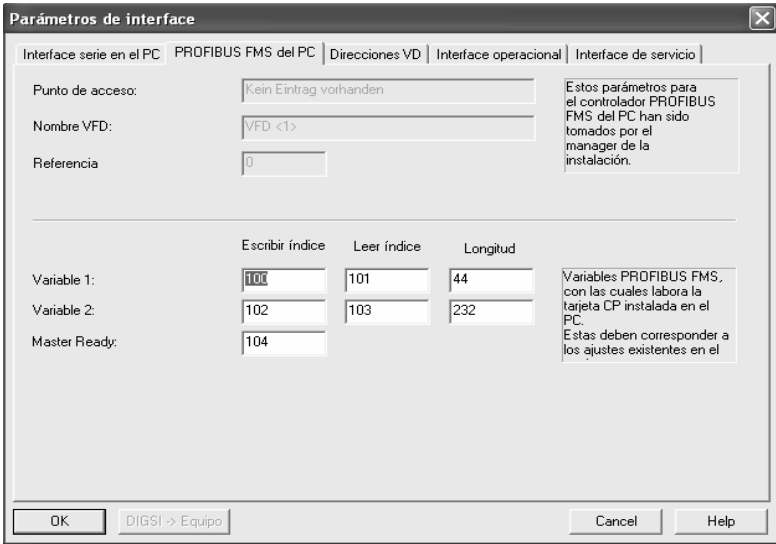 Parámetros de interface
Interface serie en el PC PROFIBUS FMS del PC Direcciones VD Interface operacional Interface de servicio
Punto de acceso: Kein Eintrag vorhanden
Estos parámetros para
el controlador PROFIBUS
FMS del PC han sido
tomados por el
manager de la
instalación.
Nombre VFD: VFD <1>
Referencia 0
Escribir índice Leer índice Longitud
Variable 1: 100 101 44
Variable 2: 102 103 232
Master Ready: 104
Variables PROFIBUS FMS,
con las cuales labora la
tarjeta CP instalada en el
PC.
Estas deben corresponder a
los ajustes existentes en el
OK DIGSI -> Equipo Cancel Help